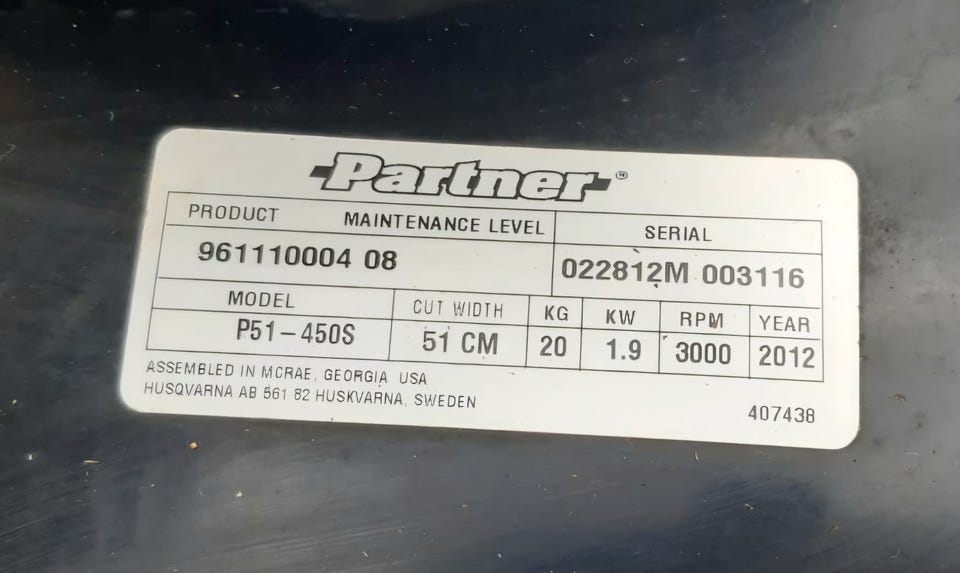 Partner
PRODUCT MAINTENANCE LEVEL SERIAL
961110004 08 022812M 003116
MODEL CUT WIDTH KG KW RPM YEAR
P51-450S 51 CM 20 1.9 3000 2012
ASSEMBLED IN MCRAE, GEORGIA USA
HUSQVARNA AB 561 82 HUSKVARNA, SWEDEN
407438